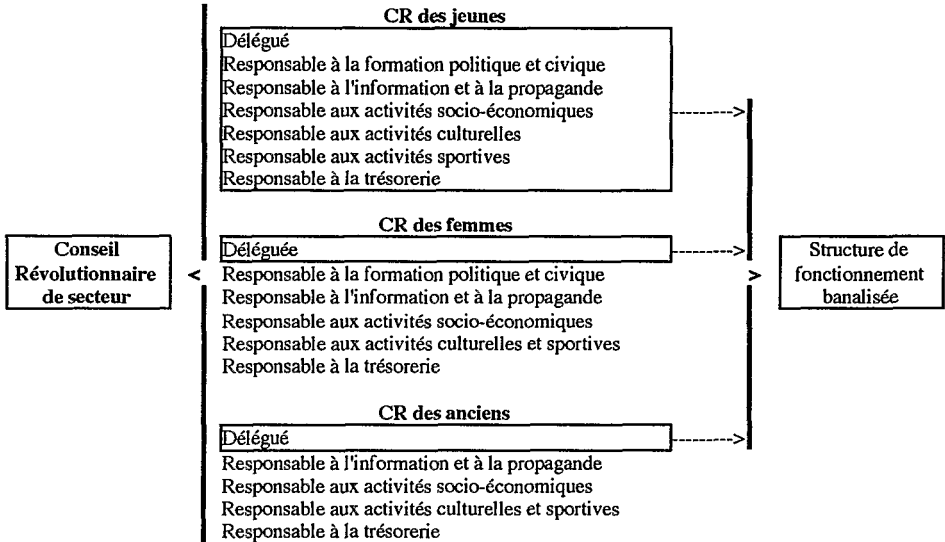 CR des jeunes
Délégué
Responsable à la formation politique et civique
Responsable à l'information et à la propagande
Responsable aux activités socio-économiques
Responsable aux activités culturelles
Responsable aux activités sportives
Responsable à la trésorerie
Conseil
Révolutionnaire
de secteur
CR des femmes
Déléguée
Responsable à la formation politique et civique
Responsable à l'information et à la propagande
Responsable aux activités socio-économiques
Responsable aux activités culturelles et sportives
Responsable à la trésorerie
Structure de
fonctionnement
banalisée
CR des anciens
Délégué
Responsable à l'information et à la propagande
Responsable aux activités socio-économiques
Responsable aux activités culturelles et sportives
Responsable à la trésorerie